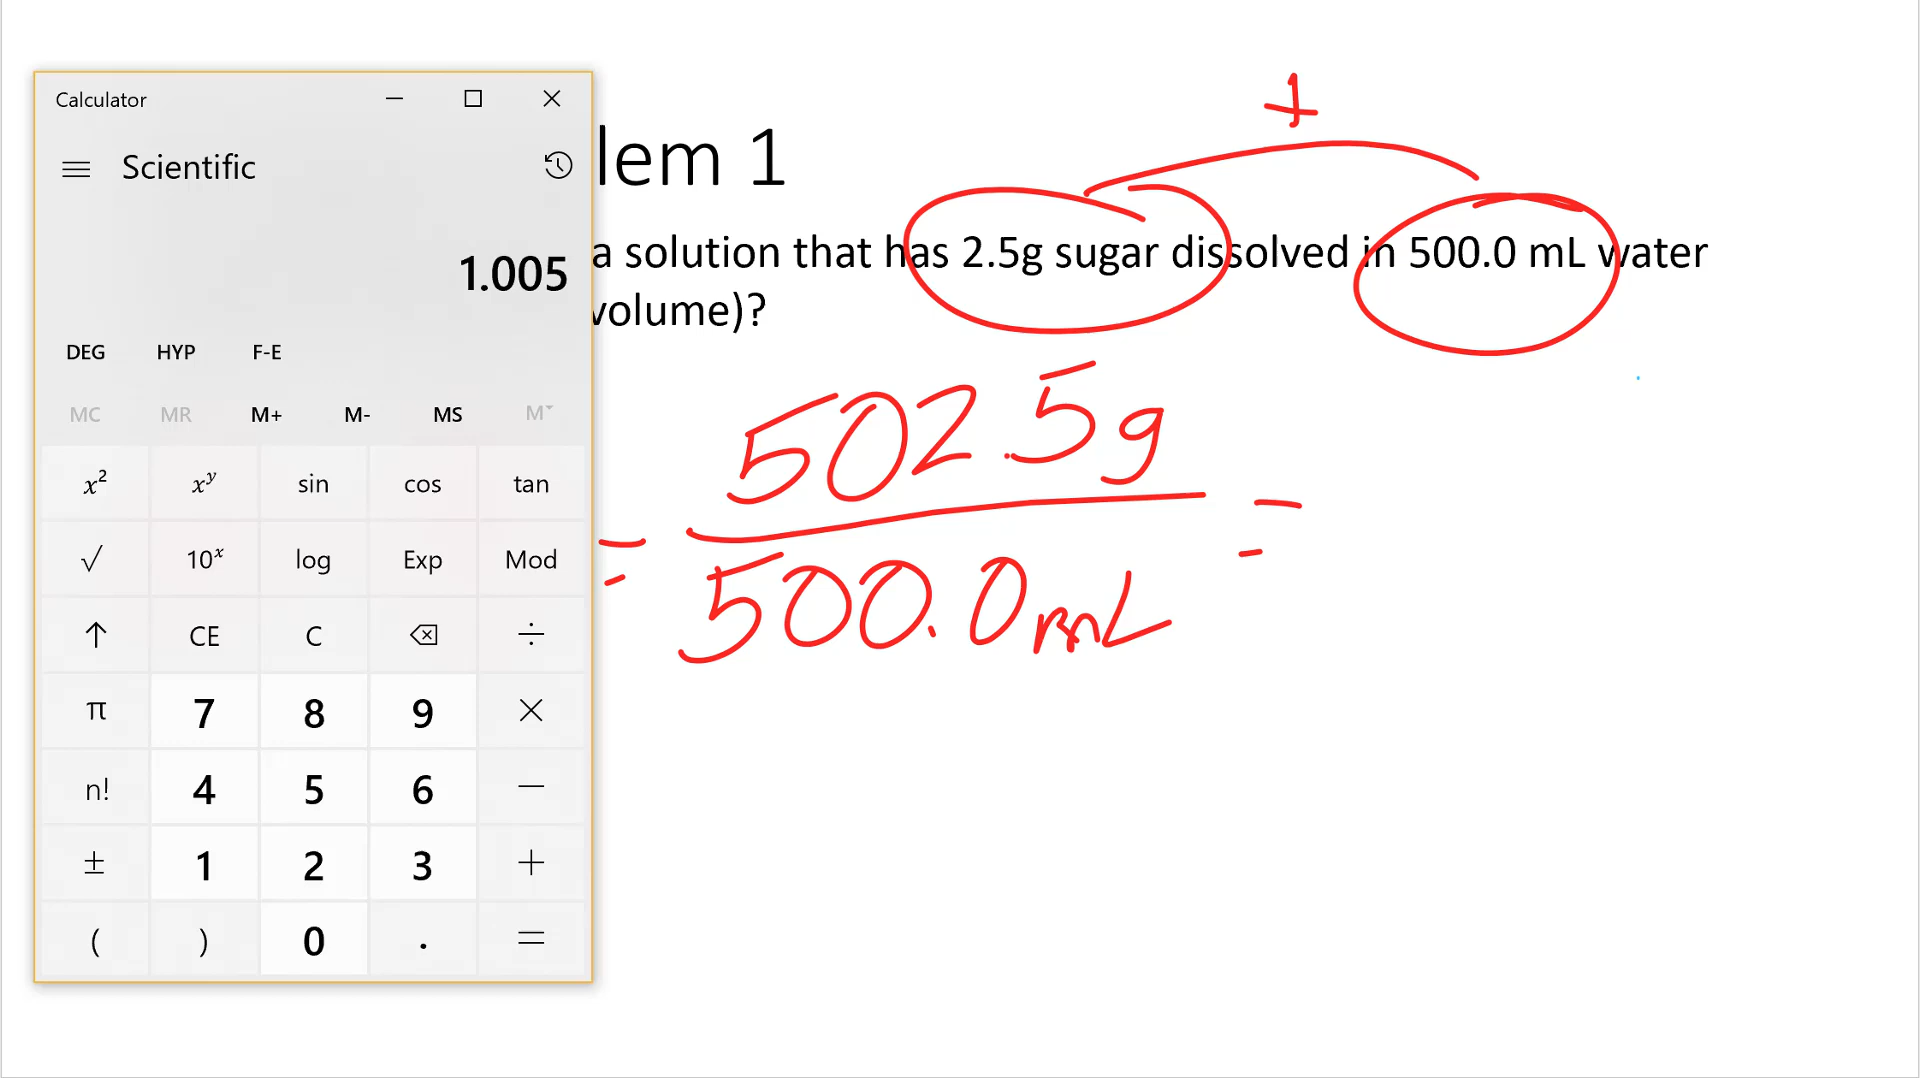 Calculator
Scientific
1.005
DEG HYP F-E
MC MR M+ M- MS M
x² xʸ sin cos tan
√ 10ˣ log Exp Mod
↑ CE C ÷
π 7 8 9 ×
n! 4 5 6 −
± 1 2 3 +
( ) 0 . =
lem 1
a solution that has 2.5g sugar dissolved in 500.0 mL water
volume)?
+
= 502.5g =
500.0mL